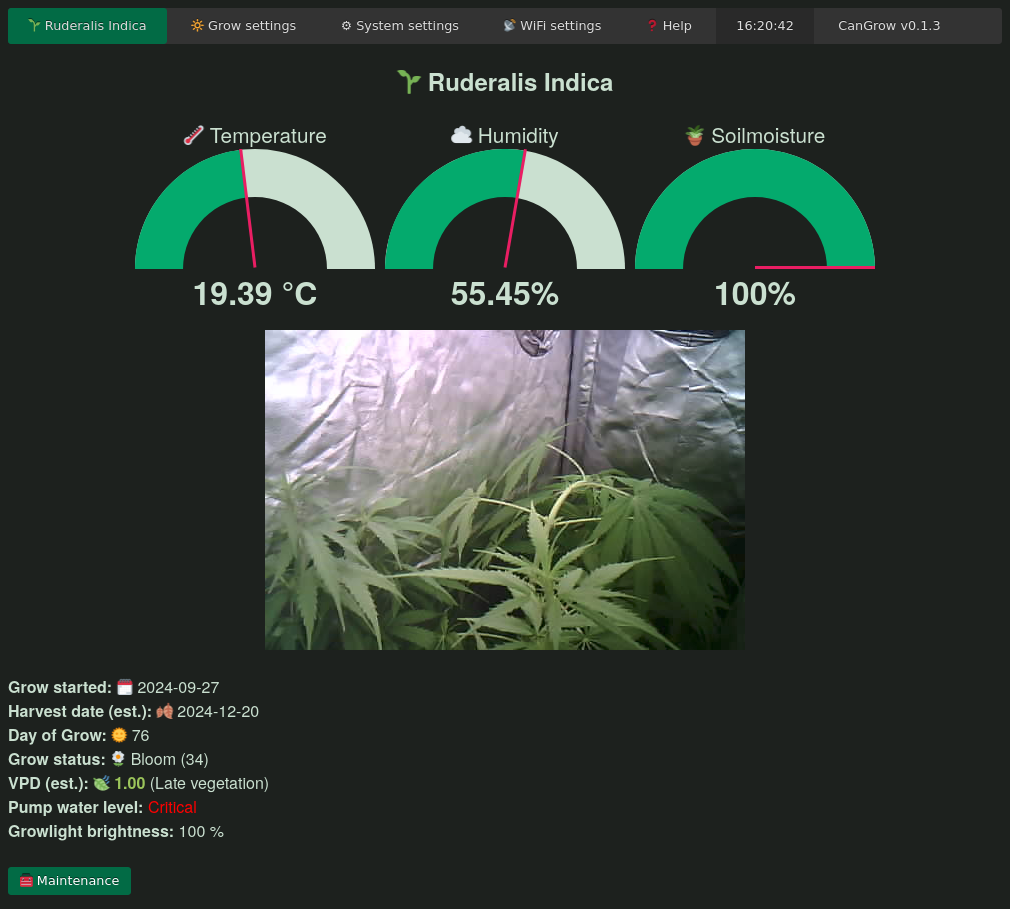 Ruderalis Indica Grow settings System settings WiFi settings Help 16:20:42 CanGrow v0.1.3
Ruderalis Indica
Temperature Humidity Soilmoisture
19.39 °C 55.45% 100%
Grow started: 2024-09-27
Harvest date (est.): 2024-12-20
Day of Grow: 76
Grow status: Bloom (34)
VPD (est.): 1.00 (Late vegetation)
Pump water level: Critical
Growlight brightness: 100 %
Maintenance